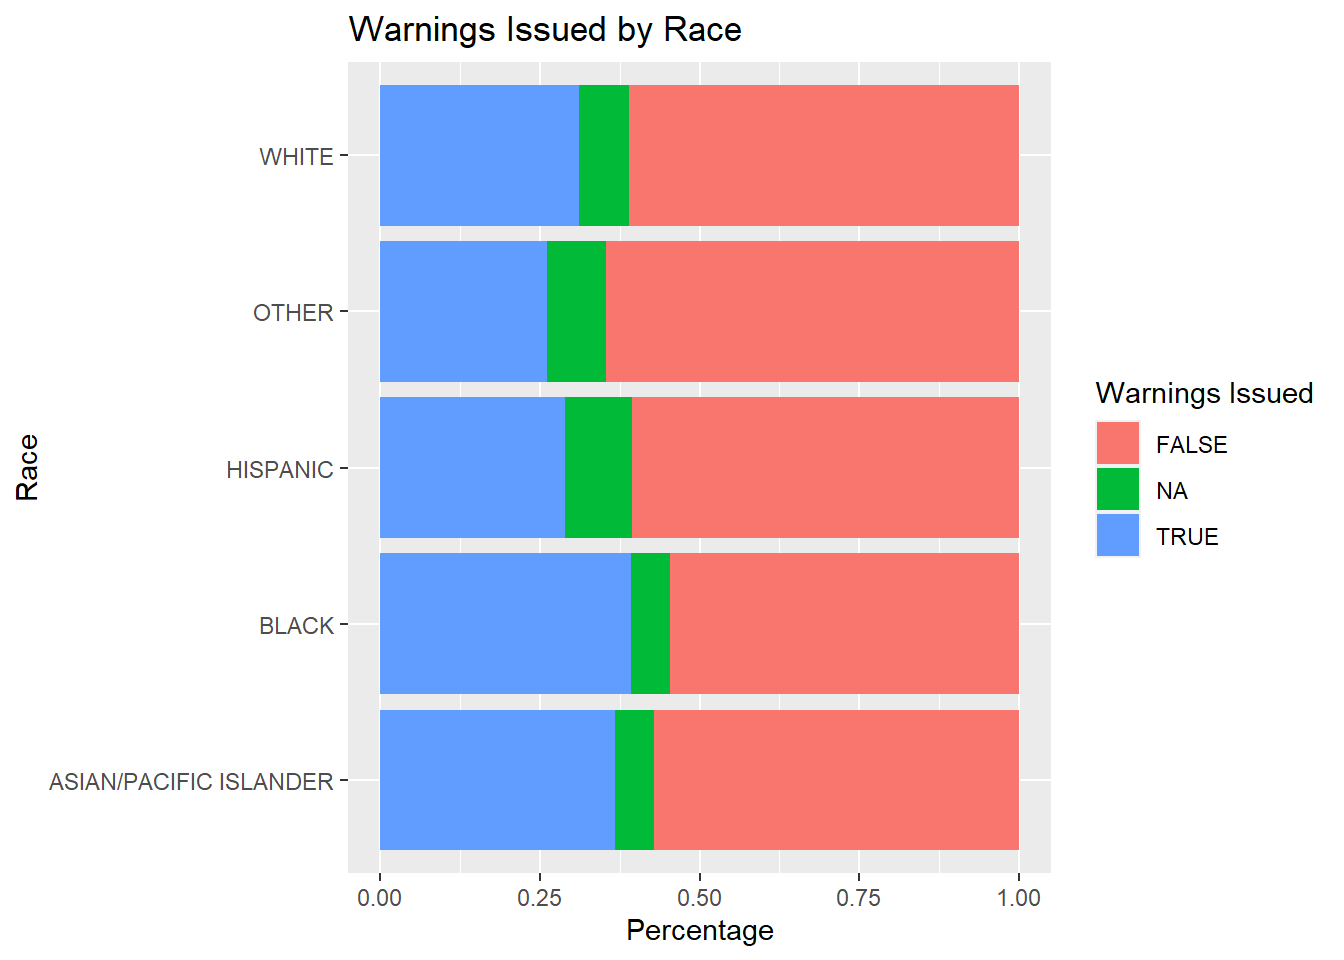 Warnings Issued by Race
Race
WHITE
OTHER
HISPANIC
BLACK
ASIAN/PACIFIC ISLANDER
0.00 0.25 0.50 0.75 1.00
Percentage
Warnings Issued
FALSE
NA
TRUE